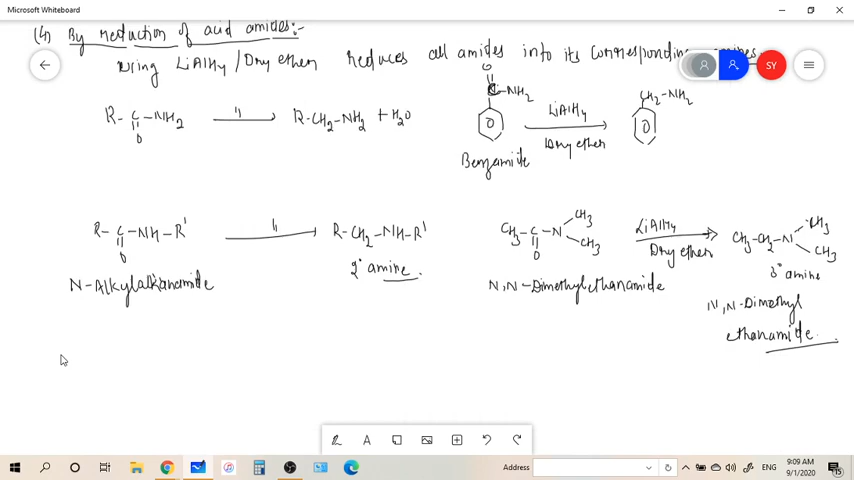 Microsoft Whiteboard
(4) By reduction of acid amides:-
Using LiAlH4/Dry ether reduces all amides into its corresponding amines.
R-C-NH2 → R-CH2-NH2 + H2O
O
O
C-NH2
LiAlH4
Dry ether
CH2-NH2
Benzamide
R-C-NH-R' → R-CH2-NH-R'
O
2° amine.
N-Alkylalkanamide
CH3-C-N
CH3
CH3
O
LiAlH4
Dry ether
CH3-CH2-N
CH3
CH3
3° amine
N,N-Dimethylethanamide
N,N-Dimethyl
ethanamide.
SY
Address
ENG
9:09 AM
9/1/2020
15